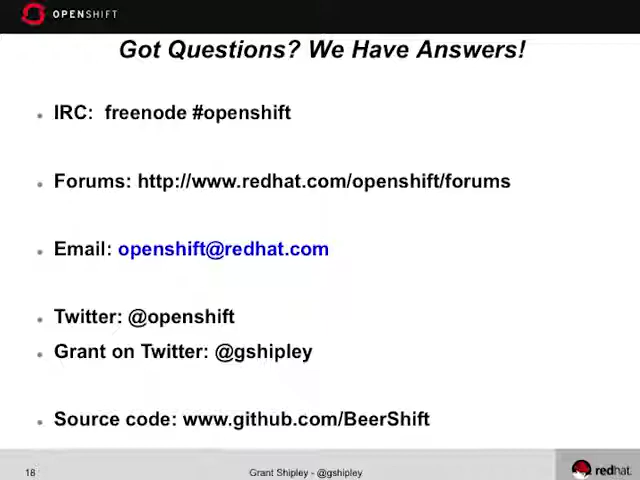 OPENSHIFT
Got Questions? We Have Answers!
IRC: freenode #openshift
Forums: http://www.redhat.com/openshift/forums
Email: openshift@redhat.com
Twitter: @openshift
Grant on Twitter: @gshipley
Source code: www.github.com/BeerShift
18
Grant Shipley - @gshipley
redhat.